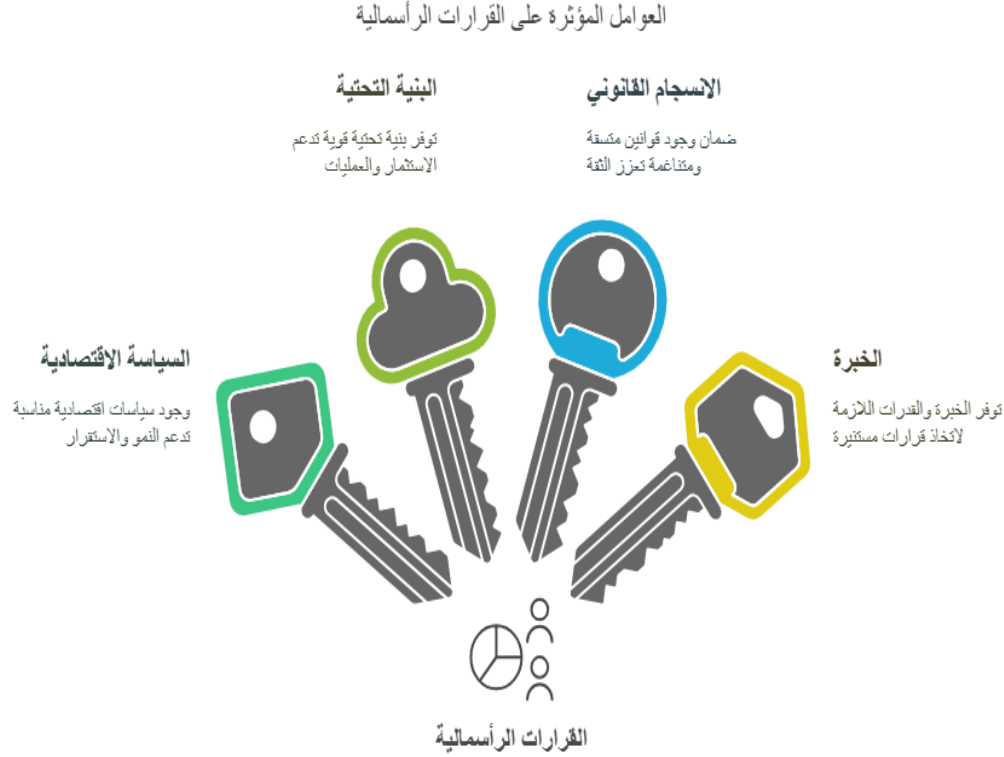 العوامل المؤثرة على القرارات الرأسمالية
الانسجام القانوني
ضمان وجود قوانين متسقة
ومتناغمة تعزز الثقة
البنية التحتية
توفر بنية تحتية قوية تدعم
الاستثمار والعمليات
الخبرة
توفر الخبرة والقدرات اللازمة
لاتخاذ قرارات مستنيرة
السياسة الاقتصادية
وجود سياسات اقتصادية مناسبة
تدعم النمو والاستقرار
القرارات الرأسمالية